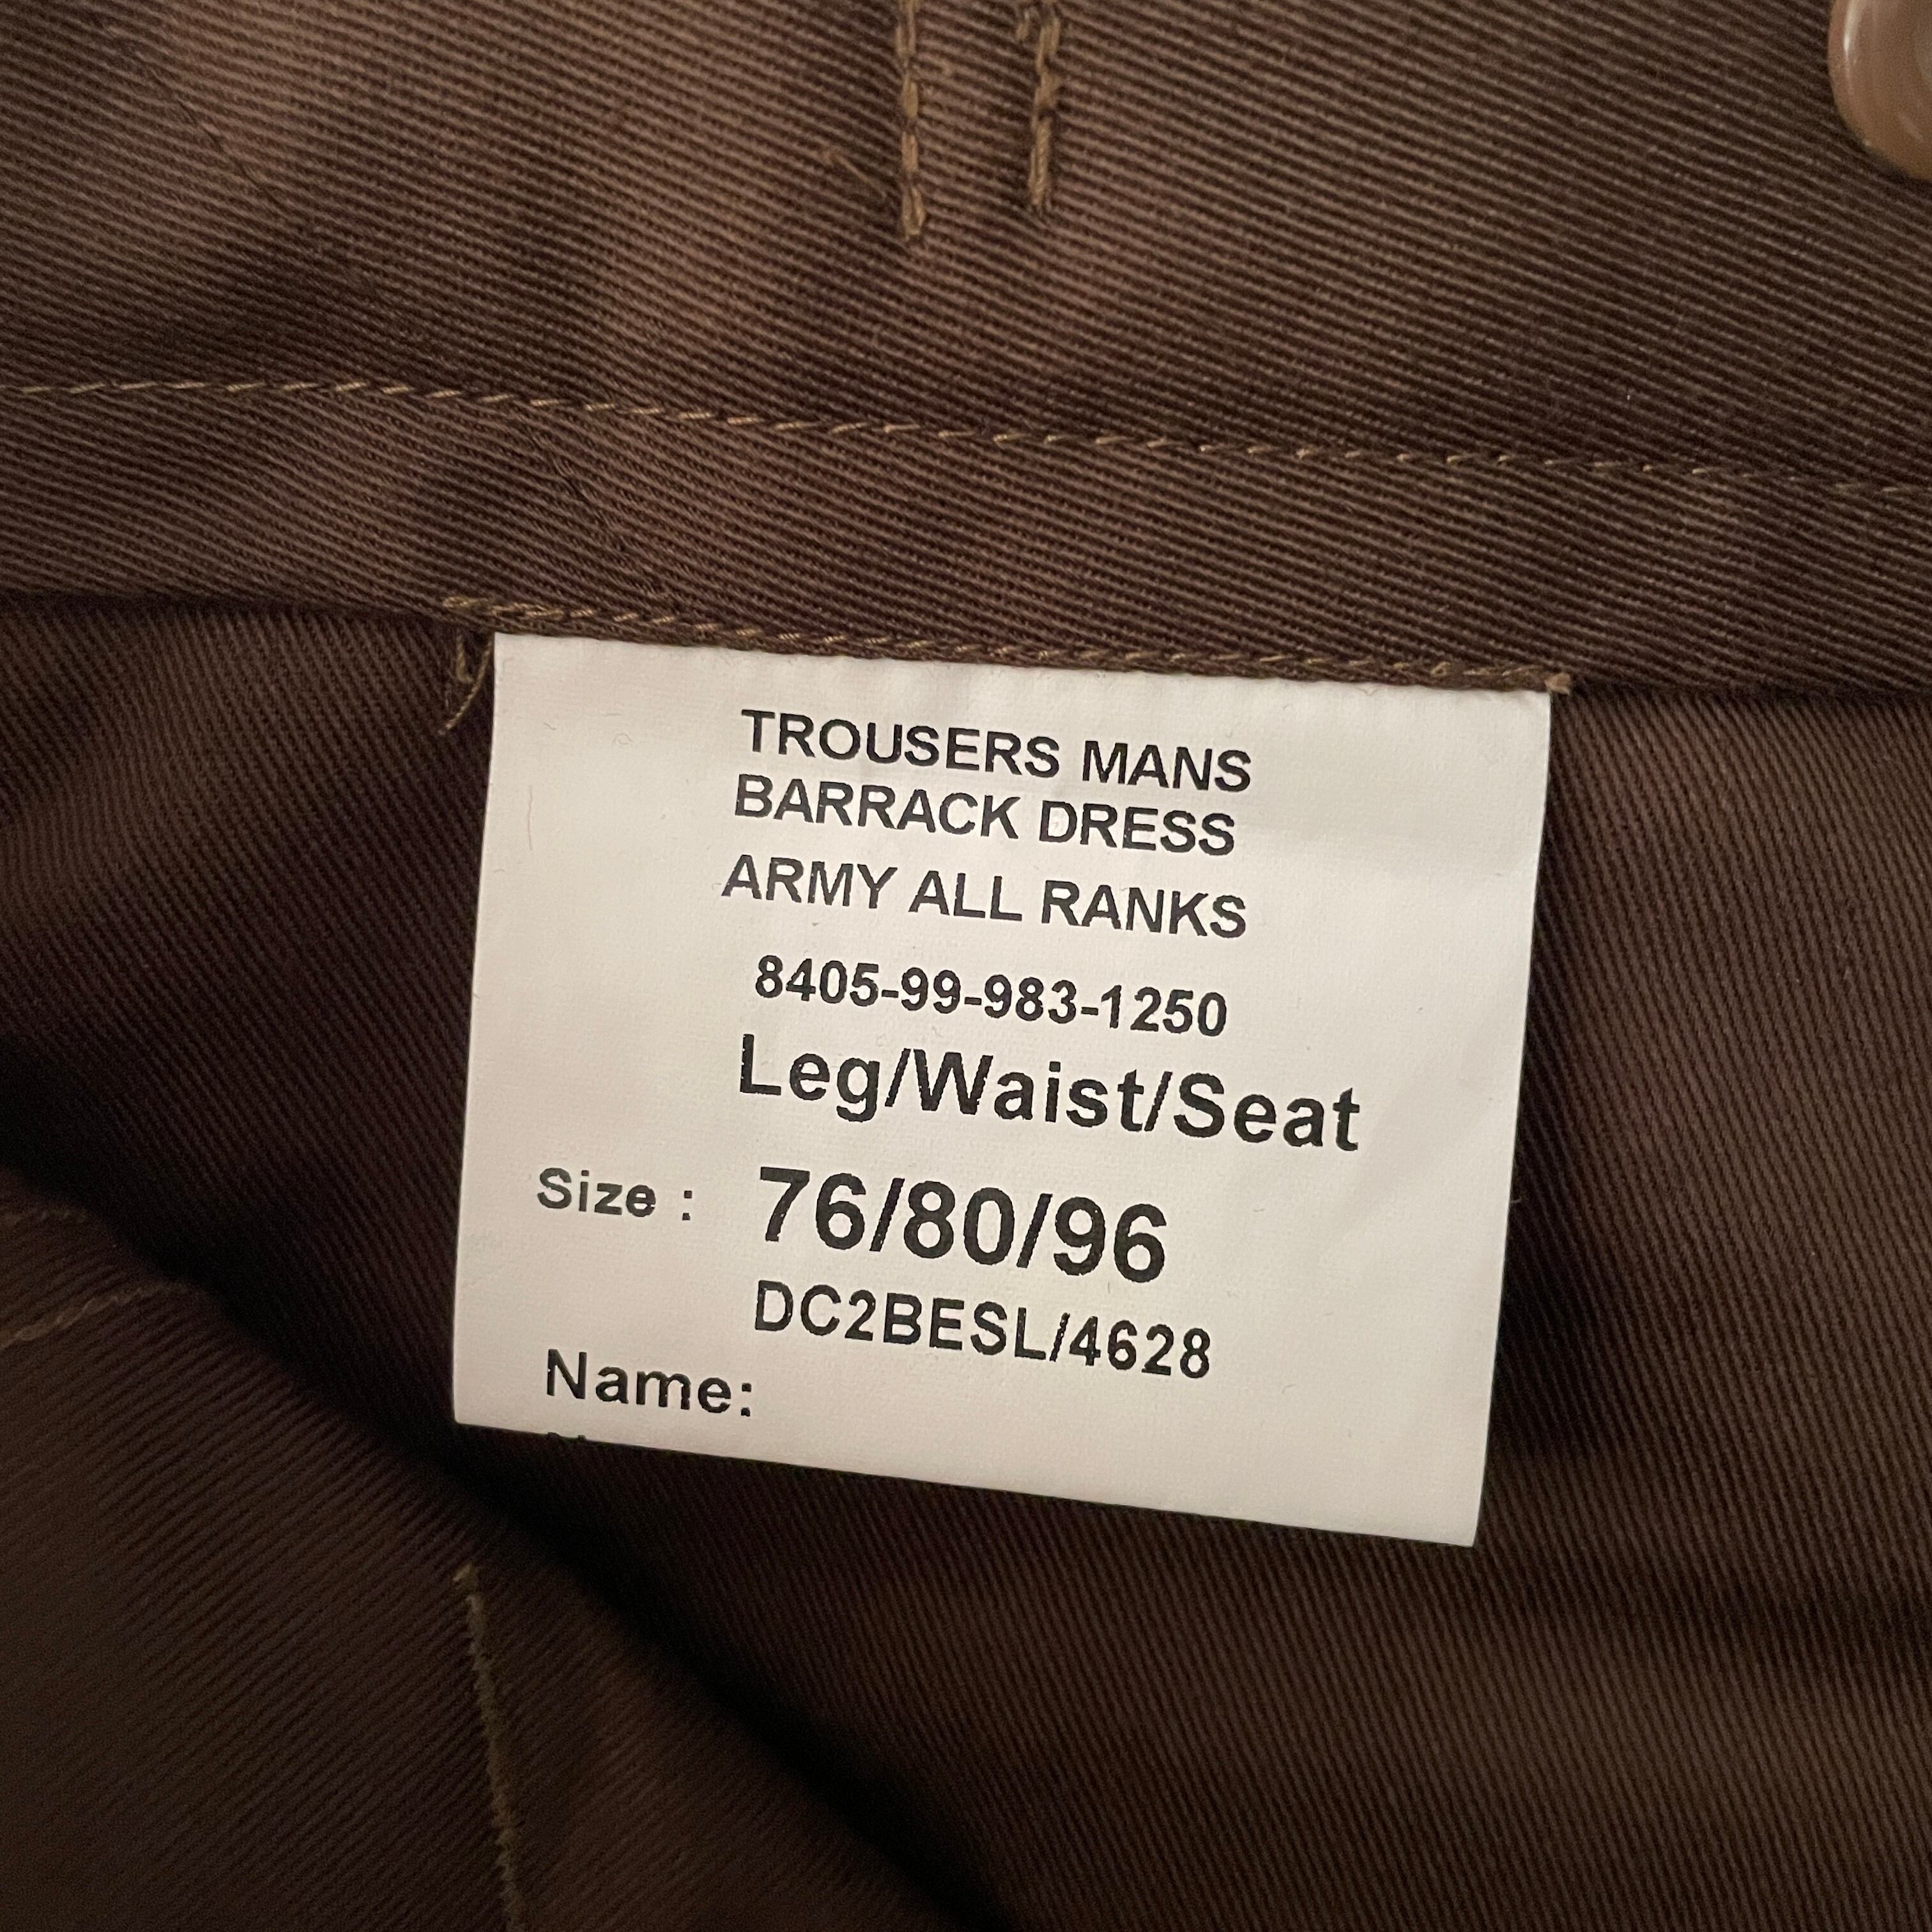 TROUSERS MANS
BARRACK DRESS
ARMY ALL RANKS
8405-99-983-1250
Leg/Waist/Seat
Size : 76/80/96
DC2BESL/4628
Name: